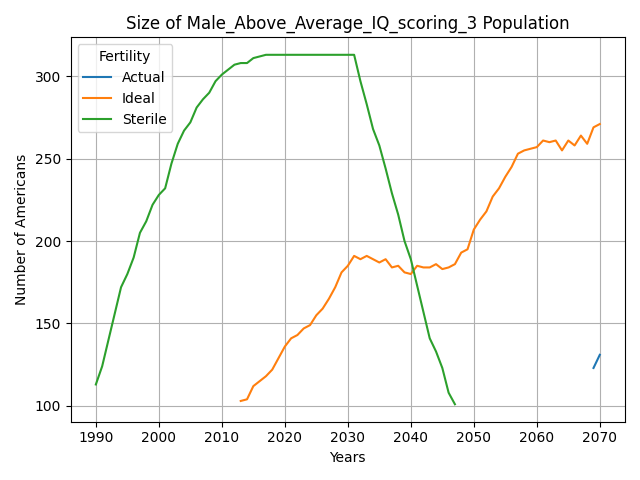 Size of Male_Above_Average_IQ_scoring_3 Population
Fertility
Actual
Ideal
Sterile
Number of Americans
300
250
200
150
100
1990 2000 2010 2020 2030 2040 2050 2060 2070
Years